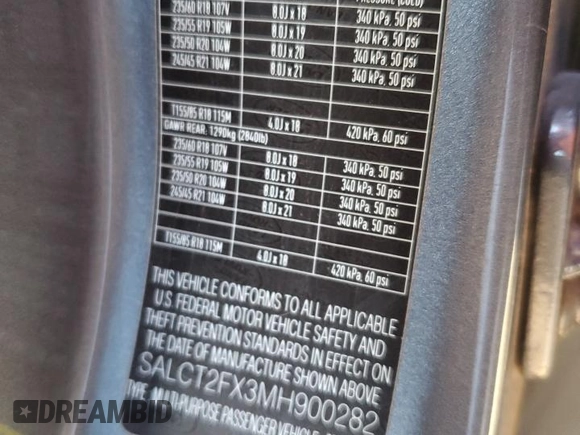 PRESSURE (COLD)
235/60 R18 107V 8.0J x 18 340 kPa, 50 psi
235/55 R19 105W 8.0J x 19 340 kPa, 50 psi
235/50 R20 104W 8.0J x 20 340 kPa, 50 psi
245/45 R21 104W 8.0J x 21 340 kPa, 50 psi
T155/85 R18 115M 4.0J x 18 420 kPa, 60 psi
GAWR REAR: 1290kg (2840lb)
235/60 R18 107V 8.0J x 18 340 kPa, 50 psi
235/55 R19 105W 8.0J x 19 340 kPa, 50 psi
235/50 R20 104W 8.0J x 20 340 kPa, 50 psi
245/45 R21 104W 8.0J x 21 340 kPa, 50 psi
T155/85 R18 115M 4.0J x 18 420 kPa, 60 psi
THIS VEHICLE CONFORMS TO ALL APPLICABLE
U.S. FEDERAL MOTOR VEHICLE SAFETY AND
THEFT PREVENTION STANDARDS IN EFFECT ON
THE DATE OF MANUFACTURE SHOWN ABOVE
SALCT2FX3MH900282
TYPE: MULTI-PURPOSE PASSENGER VEHICLE
DREAMBID